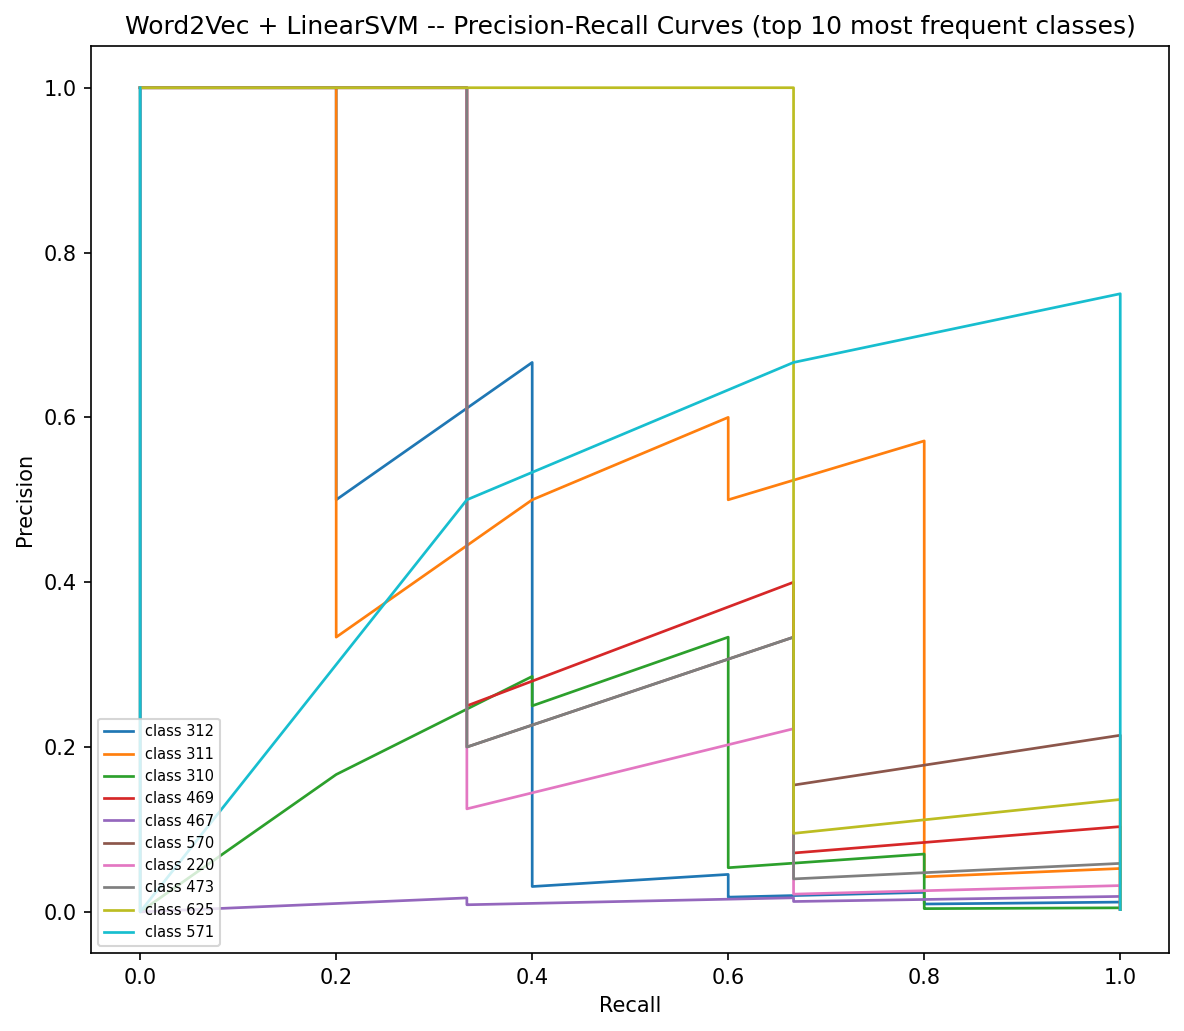 Word2Vec + LinearSVM -- Precision-Recall Curves (top 10 most frequent classes)
1.0
0.8
0.6
0.4
0.2
0.0
Precision
class 312
class 311
class 310
class 469
class 467
class 570
class 220
class 473
class 625
class 571
0.0 0.2 0.4 0.6 0.8 1.0
Recall